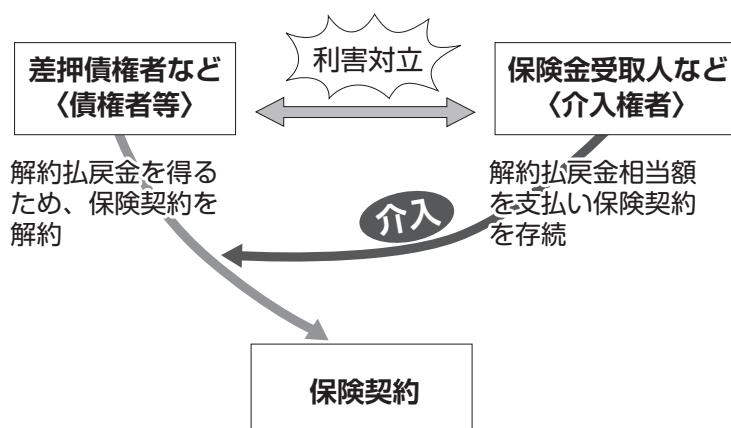 利害対立
差押債権者など
〈債権者等〉
保険金受取人など
〈介入権者〉
解約払戻金を得る
ため、保険契約を
解約
介入
解約払戻金相当額
を支払い保険契約
を存続
保険契約